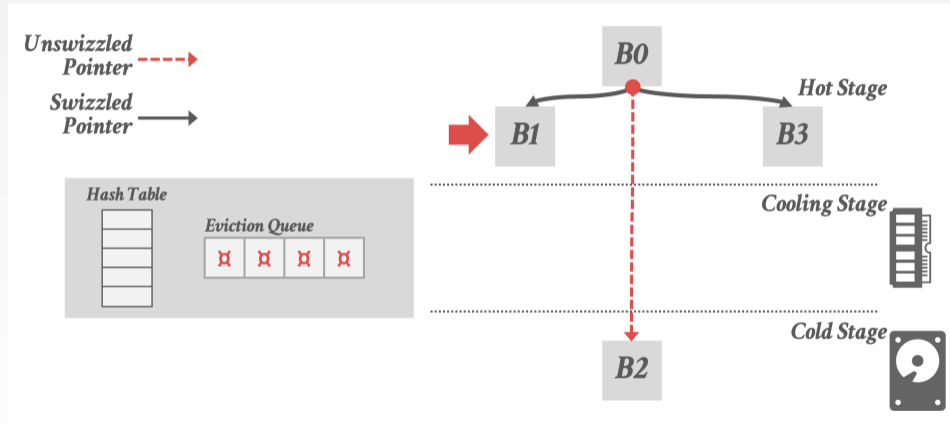 Unswizzled
Pointer
Swizzled
Pointer
B0
Hot Stage
B1
B3
Hash Table
Eviction Queue
¤ ¤ ¤ ¤
Cooling Stage
Cold Stage
B2